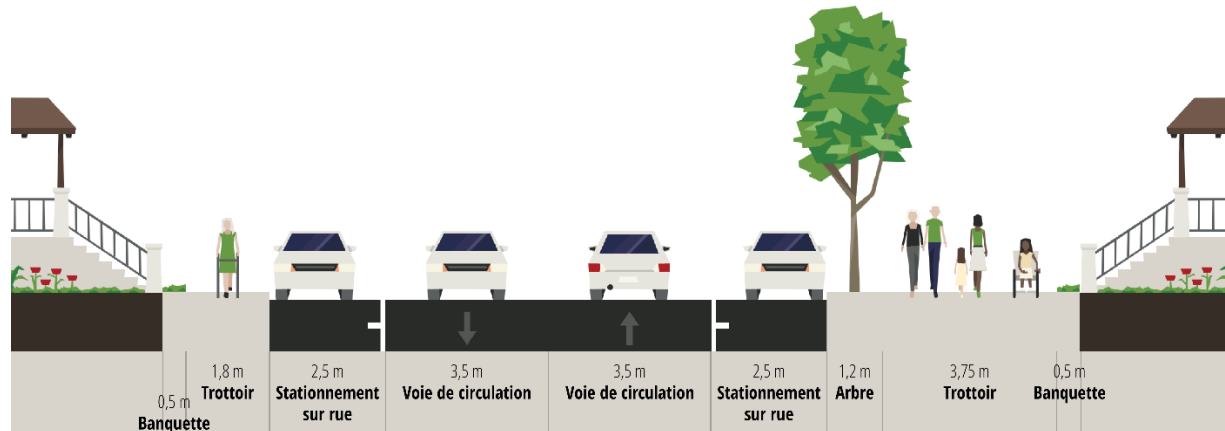 0,5 m
Banquette
1,8 m
Trottoir
2,5 m
Stationnement
sur rue
3,5 m
Voie de circulation
3,5 m
Voie de circulation
2,5 m
Stationnement
sur rue
1,2 m
Arbre
3,75 m
Trottoir
0,5 m
Banquette